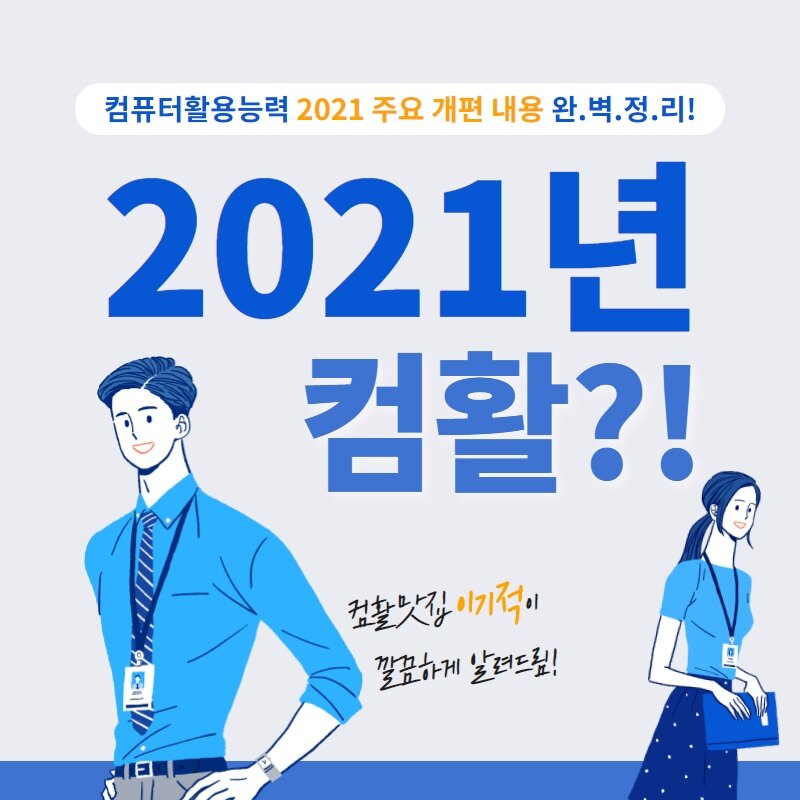 컴퓨터활용능력 2021 주요 개편 내용 완.벽.정.리!
2021년
컴활?!
컴활맛집 이기적이
깔끔하게 알려드림!